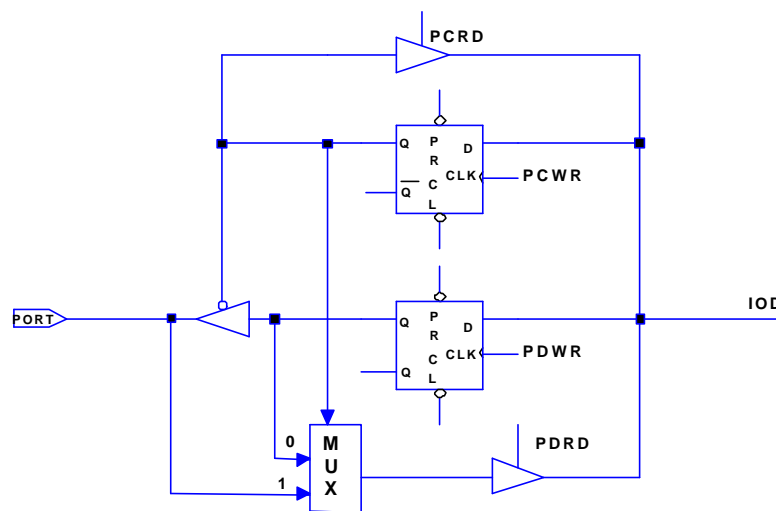 PCRD
Q P R C L D CLK
Q
PCWR
PORT
IOD
Q P R C L D CLK
Q
PDWR
0
1
M U X
PDRD